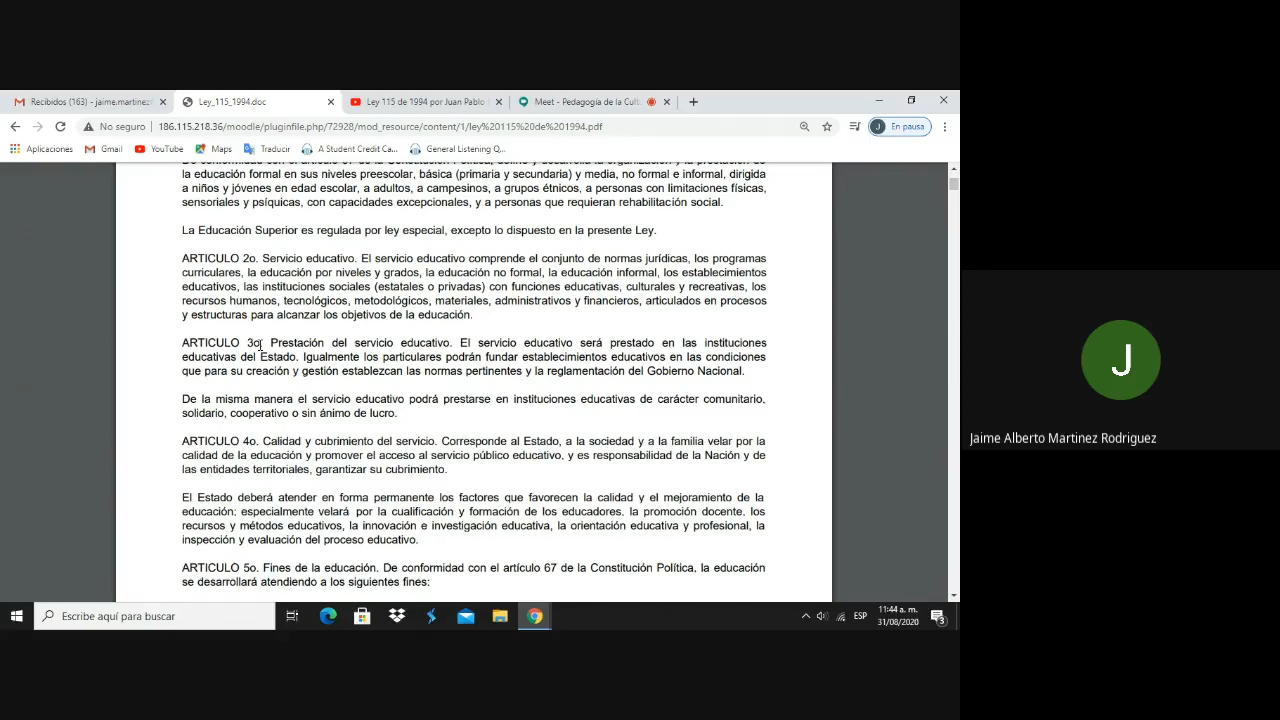 Recibidos (163) - jaime.martinez
Ley_115_1994.doc
Ley 115 de 1994 por Juan Pablo
Meet - Pedagogía de la Cult
No seguro
186.115.218.36/moodle/pluginfile.php/72928/mod_resource/content/1/ley%20115%20de%201994.pdf
En pausa
Aplicaciones
Gmail
YouTube
Maps
Traducir
A Student Credit Ca...
General Listening Q...
De conformidad con el artículo 67 de la Constitución Política, define y desarrolla la organización y la prestación de
la educación formal en sus niveles preescolar, básica (primaria y secundaria) y media, no formal e informal, dirigida
a niños y jóvenes en edad escolar, a adultos, a campesinos, a grupos étnicos, a personas con limitaciones físicas,
sensoriales y psíquicas, con capacidades excepcionales, y a personas que requieran rehabilitación social.
La Educación Superior es regulada por ley especial, excepto lo dispuesto en la presente Ley.
ARTICULO 2o. Servicio educativo. El servicio educativo comprende el conjunto de normas jurídicas, los programas
curriculares, la educación por niveles y grados, la educación no formal, la educación informal, los establecimientos
educativos, las instituciones sociales (estatales o privadas) con funciones educativas, culturales y recreativas, los
recursos humanos, tecnológicos, metodológicos, materiales, administrativos y financieros, articulados en procesos
y estructuras para alcanzar los objetivos de la educación.
ARTICULO 3o. Prestación del servicio educativo. El servicio educativo será prestado en las instituciones
educativas del Estado. Igualmente los particulares podrán fundar establecimientos educativos en las condiciones
que para su creación y gestión establezcan las normas pertinentes y la reglamentación del Gobierno Nacional.
De la misma manera el servicio educativo podrá prestarse en instituciones educativas de carácter comunitario,
solidario, cooperativo o sin ánimo de lucro.
ARTICULO 4o. Calidad y cubrimiento del servicio. Corresponde al Estado, a la sociedad y a la familia velar por la
calidad de la educación y promover el acceso al servicio público educativo, y es responsabilidad de la Nación y de
las entidades territoriales, garantizar su cubrimiento.
El Estado deberá atender en forma permanente los factores que favorecen la calidad y el mejoramiento de la
educación; especialmente velará por la cualificación y formación de los educadores, la promoción docente, los
recursos y métodos educativos, la innovación e investigación educativa, la orientación educativa y profesional, la
inspección y evaluación del proceso educativo.
ARTICULO 5o. Fines de la educación. De conformidad con el artículo 67 de la Constitución Política, la educación
se desarrollará atendiendo a los siguientes fines:
Escribe aquí para buscar
ESP
11:44 a. m.
31/08/2020
3
J
Jaime Alberto Martinez Rodriguez